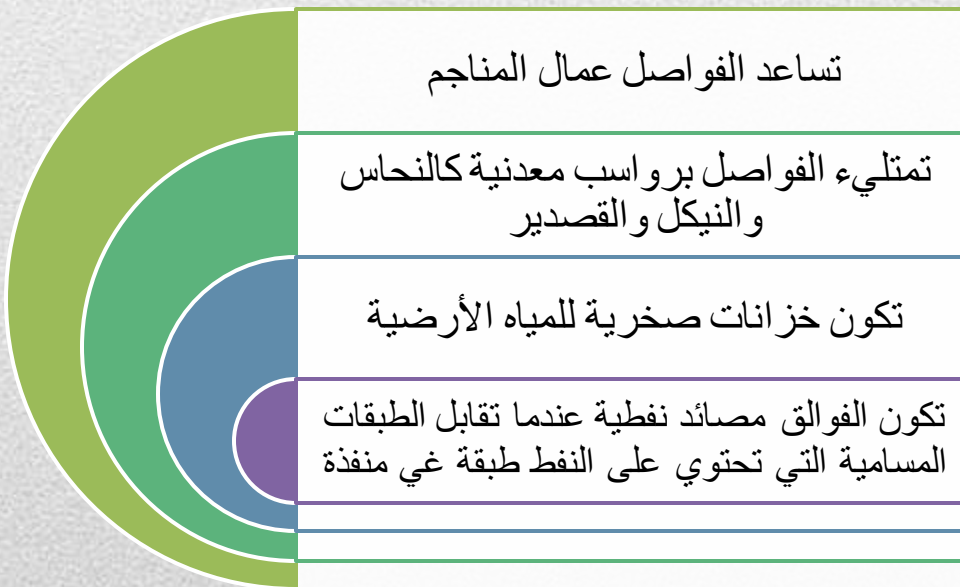 تساعد الفواصل عمال المناجم
تمتليء الفواصل برواسب معدنية كالنحاس
والنيكل والقصدير
تكون خزانات صخرية للمياه الأرضية
تكون الفوالق مصائد نفطية عندما تقابل الطبقات
المسامية التي تحتوي على النفط طبقة غي منفذة